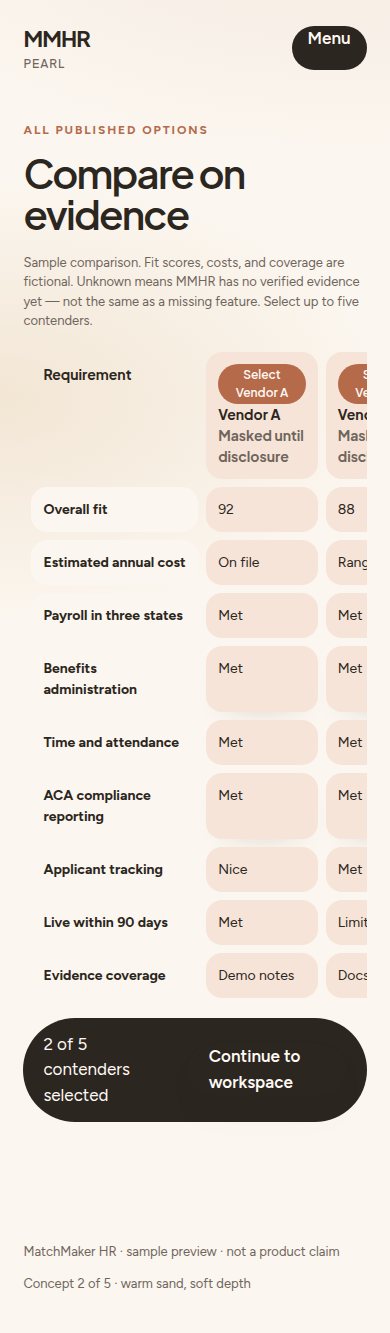 MMHR
Menu
PEARL
ALL PUBLISHED OPTIONS
Compare on
evidence
Sample comparison. Fit scores, costs, and coverage are
fictional. Unknown means MMHR has no verified evidence
yet — not the same as a missing feature. Select up to five
contenders.
Requirement
Select
Vendor A
Vendor A
Masked until
disclosure
Overall fit 92 88
Estimated annual cost On file
Payroll in three states Met Met
Benefits
administration
Met Met
Time and attendance Met Met
ACA compliance
reporting
Met Met
Applicant tracking Nice Met
Live within 90 days Met
Evidence coverage Demo notes Docs
2 of 5
contenders
selected
Continue to
workspace
MatchMaker HR · sample preview · not a product claim
Concept 2 of 5 · warm sand, soft depth